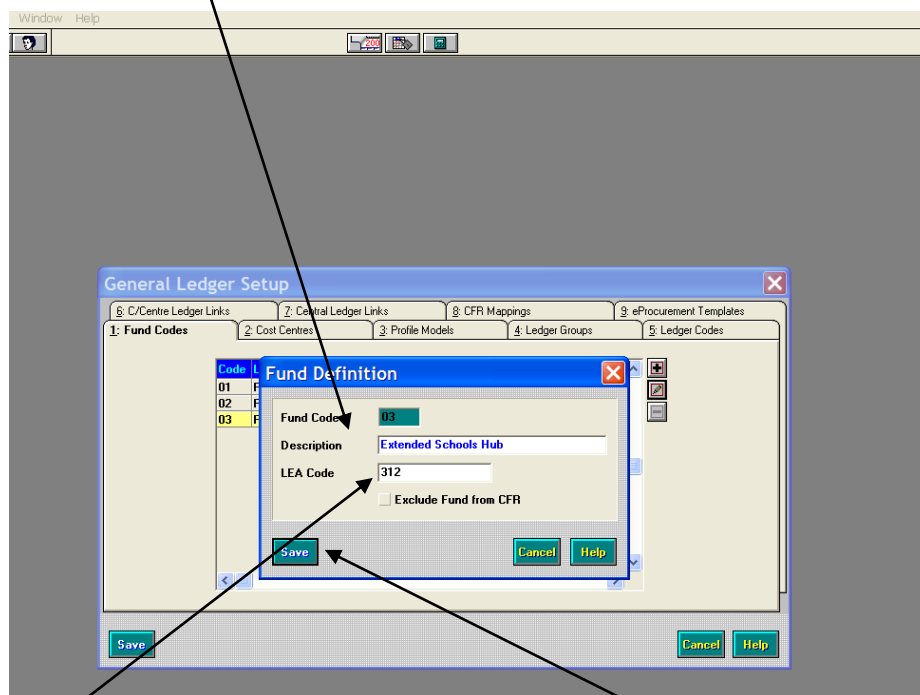 Window Help
200
General Ledger Setup
6: C/Centre Ledger Links 7: Central Ledger Links 8: CFR Mappings 9: eProcurement Templates
1: Fund Codes 2: Cost Centres 3: Profile Models 4: Ledger Groups 5: Ledger Codes
Code L
01 F
02 F
03 F
Fund Definition
Fund Code 03
Description Extended Schools Hub
LEA Code 312
Exclude Fund from CFR
Save Cancel Help
Save Cancel Help